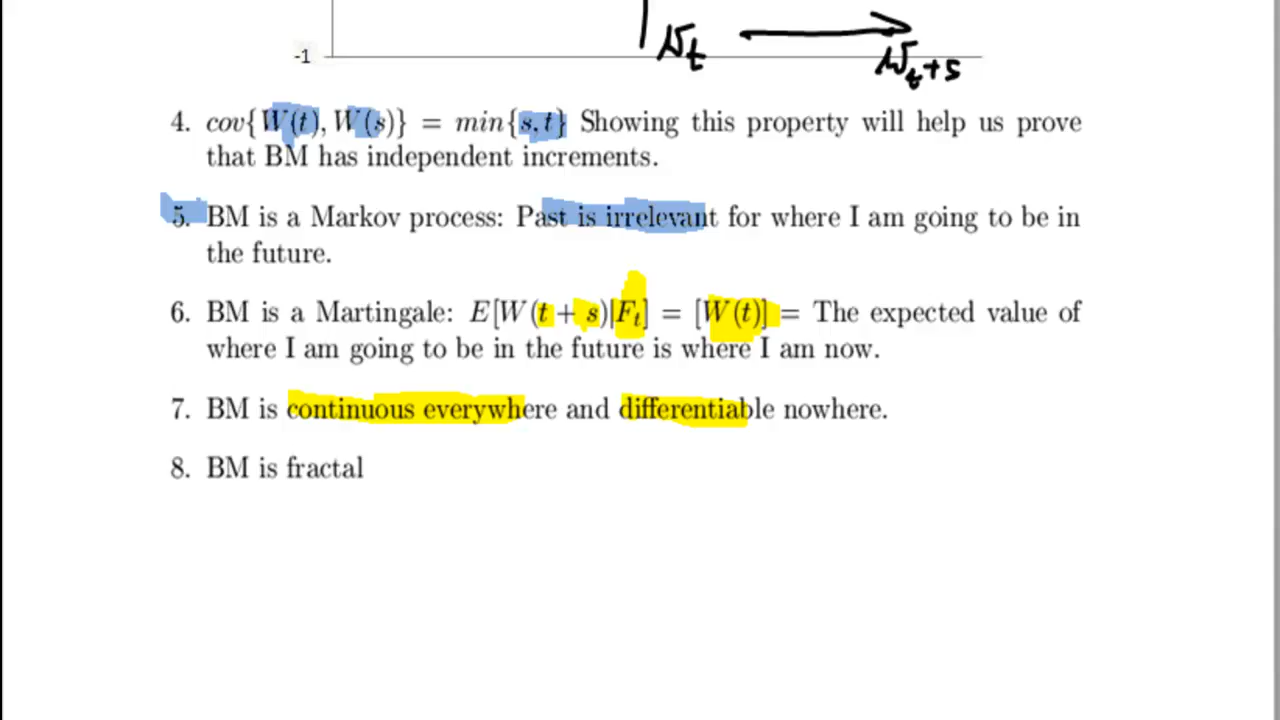 -1
W_t
W_{t+s}
4. cov{W(t), W(s)} = min{s, t} Showing this property will help us prove
that BM has independent increments.
5. BM is a Markov process: Past is irrelevant for where I am going to be in
the future.
6. BM is a Martingale: E[W(t + s)|F_t] = [W(t)] = The expected value of
where I am going to be in the future is where I am now.
7. BM is continuous everywhere and differentiable nowhere.
8. BM is fractal